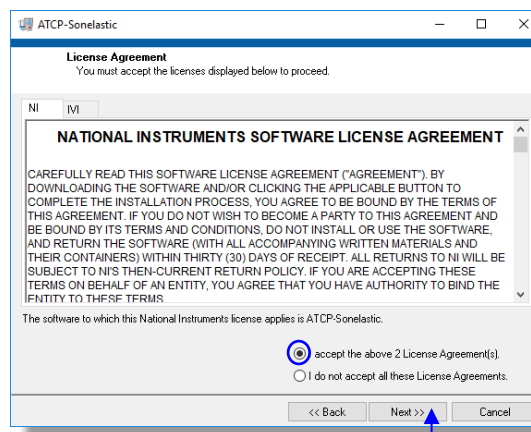 ATCP-Sonelastic
License Agreement
You must accept the licenses displayed below to proceed.
NI IVI
NATIONAL INSTRUMENTS SOFTWARE LICENSE AGREEMENT
CAREFULLY READ THIS SOFTWARE LICENSE AGREEMENT ("AGREEMENT"). BY
DOWNLOADING THE SOFTWARE AND/OR CLICKING THE APPLICABLE BUTTON TO
COMPLETE THE INSTALLATION PROCESS, YOU AGREE TO BE BOUND BY THE TERMS OF
THIS AGREEMENT. IF YOU DO NOT WISH TO BECOME A PARTY TO THIS AGREEMENT AND
BE BOUND BY ITS TERMS AND CONDITIONS, DO NOT INSTALL OR USE THE SOFTWARE,
AND RETURN THE SOFTWARE (WITH ALL ACCOMPANYING WRITTEN MATERIALS AND
THEIR CONTAINERS) WITHIN THIRTY (30) DAYS OF RECEIPT. ALL RETURNS TO NI WILL BE
SUBJECT TO NI'S THEN-CURRENT RETURN POLICY. IF YOU ARE ACCEPTING THESE
TERMS ON BEHALF OF AN ENTITY, YOU AGREE THAT YOU HAVE AUTHORITY TO BIND THE
ENTITY TO THESE TERMS
The software to which this National Instruments license applies is ATCP-Sonelastic.
accept the above 2 License Agreement(s).
I do not accept all these License Agreements.
<< Back Next >> Cancel